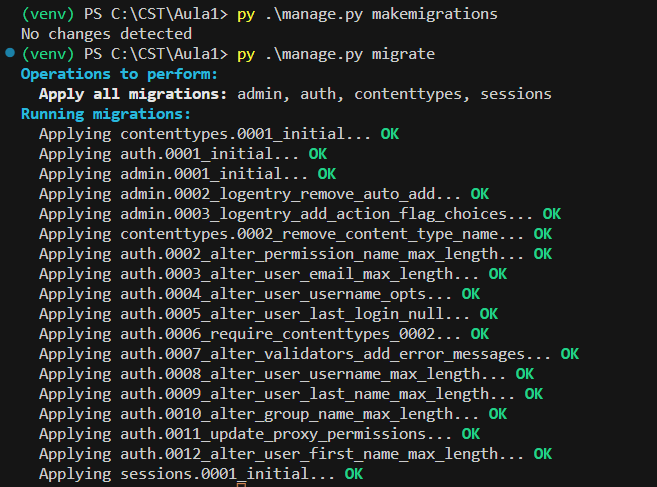 (venv) PS C:\CST\Aula1> py .\manage.py makemigrations
No changes detected
(venv) PS C:\CST\Aula1> py .\manage.py migrate
Operations to perform:
  Apply all migrations: admin, auth, contenttypes, sessions
Running migrations:
  Applying contenttypes.0001_initial... OK
  Applying auth.0001_initial... OK
  Applying admin.0001_initial... OK
  Applying admin.0002_logentry_remove_auto_add... OK
  Applying admin.0003_logentry_add_action_flag_choices... OK
  Applying contenttypes.0002_remove_content_type_name... OK
  Applying auth.0002_alter_permission_name_max_length... OK
  Applying auth.0003_alter_user_email_max_length... OK
  Applying auth.0004_alter_user_username_opts... OK
  Applying auth.0005_alter_user_last_login_null... OK
  Applying auth.0006_require_contenttypes_0002... OK
  Applying auth.0007_alter_validators_add_error_messages... OK
  Applying auth.0008_alter_user_username_max_length... OK
  Applying auth.0009_alter_user_last_name_max_length... OK
  Applying auth.0010_alter_group_name_max_length... OK
  Applying auth.0011_update_proxy_permissions... OK
  Applying auth.0012_alter_user_first_name_max_length... OK
  Applying sessions.0001_initial... OK